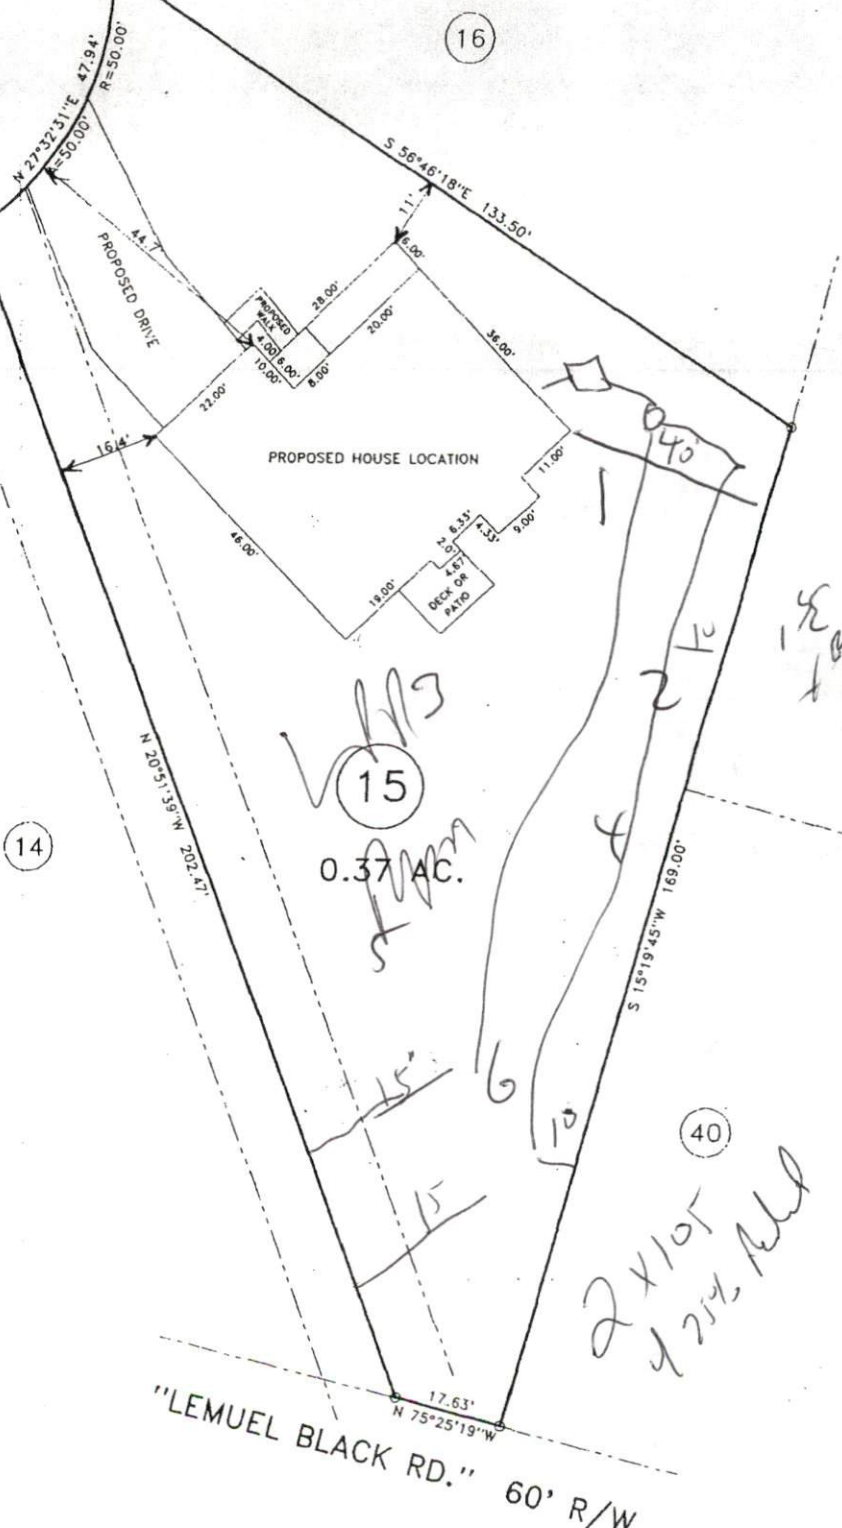 16
N 27°32'31"E 47.94'
R=50.00'
A=50.00'
S 56°46'18"E 133.50'
11'
6.00'
44.7'
PROPOSED DRIVE
PROPOSED
WALK
28.00'
20.00'
36.00'
4.00'
6.00'
10.00'
8.00'
22.00'
16.4'
PROPOSED HOUSE LOCATION
40'
11.00'
1
9.00'
6.33'
4.33'
2.0'
4.67'
DECK OR
PATIO
46.00'
19.00'
10
2
N 20°51'39"W 202.47'
15
0.37 AC.
14
4
S 15°19'45"W 169.00'
6
15'
10
40
15
2 x 105
25%
17.63'
N 75°25'19"W
"LEMUEL BLACK RD." 60' R/W